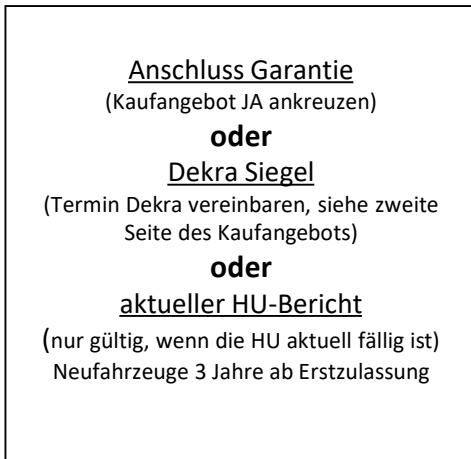 Anschluss Garantie
(Kaufangebot JA ankreuzen)
oder
Dekra Siegel
(Termin Dekra vereinbaren, siehe zweite
Seite des Kaufangebots)
oder
aktueller HU-Bericht
(nur gültig, wenn die HU aktuell fällig ist)
Neufahrzeuge 3 Jahre ab Erstzulassung